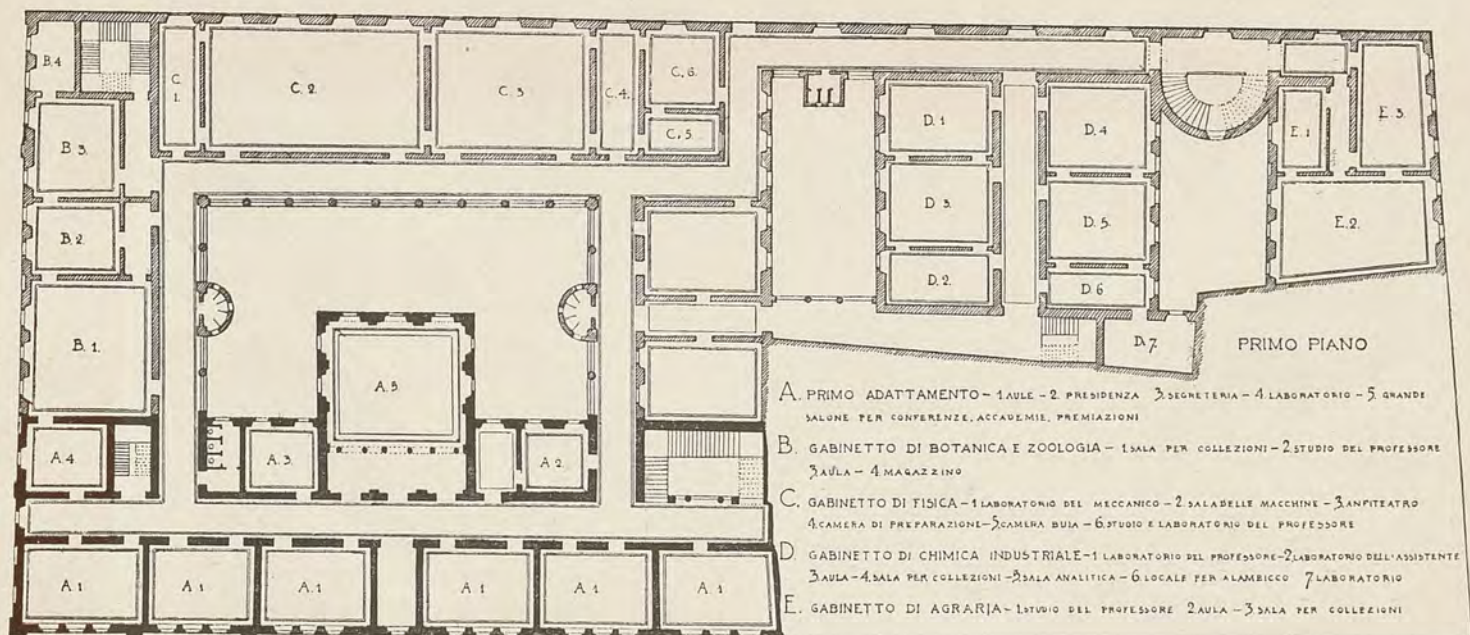 B.4
C.
1.
C. 2.
C. 3
C. 4.
C. 6.
C. 5
D. 1
D. 4
E. 1
E. 3.
B 3.
B. 2.
B. 1.
D 3.
D. 5.
E. 2.
D. 2.
D 6
D. 7
A. 5.
A. 4
A. 3.
A 2.
A. 1
A. 1
A. 1
A. 1
A. 1
A. 1
PRIMO PIANO
A. PRIMO ADATTAMENTO - 1 AULE - 2. PRESIDENZA 3. SEGRETERIA - 4. LABORATORIO - 5. GRANDE
SALONE PER CONFERENZE, ACCADEMIE, PREMIAZIONI
B. GABINETTO DI BOTANICA E ZOOLOGIA - 1 SALA PER COLLEZIONI - 2 STUDIO DEL PROFESSORE
3 AULA - 4 MAGAZZINO
C. GABINETTO DI FISICA - 1 LABORATORIO DEL MECCANICO - 2. SALA DELLE MACCHINE - 3. ANFITEATRO
4. CAMERA DI PREPARAZIONE - 5. CAMERA BUIA - 6. STUDIO E LABORATORIO DEL PROFESSORE
D. GABINETTO DI CHIMICA INDUSTRIALE - 1 LABORATORIO DEL PROFESSORE - 2. LABORATORIO DELL'ASSISTENTE
3 AULA - 4. SALA PER COLLEZIONI - 5. SALA ANALITICA - 6. LOCALE PER ALAMBICCO 7 LABORATORIO
E. GABINETTO DI AGRARIA - 1. STUDIO DEL PROFESSORE 2 AULA - 3 SALA PER COLLEZIONI